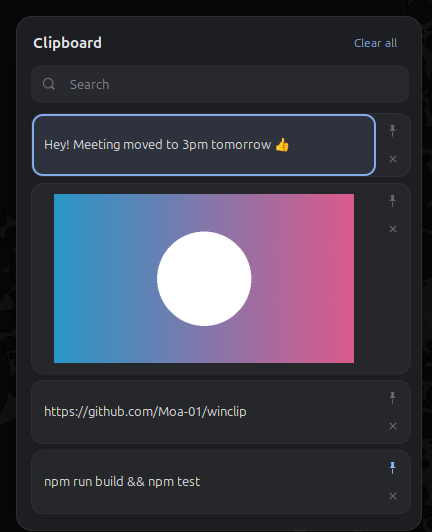 Clipboard
Clear all
Search
Hey! Meeting moved to 3pm tomorrow 👍
https://github.com/Moa-01/winclip
npm run build && npm test